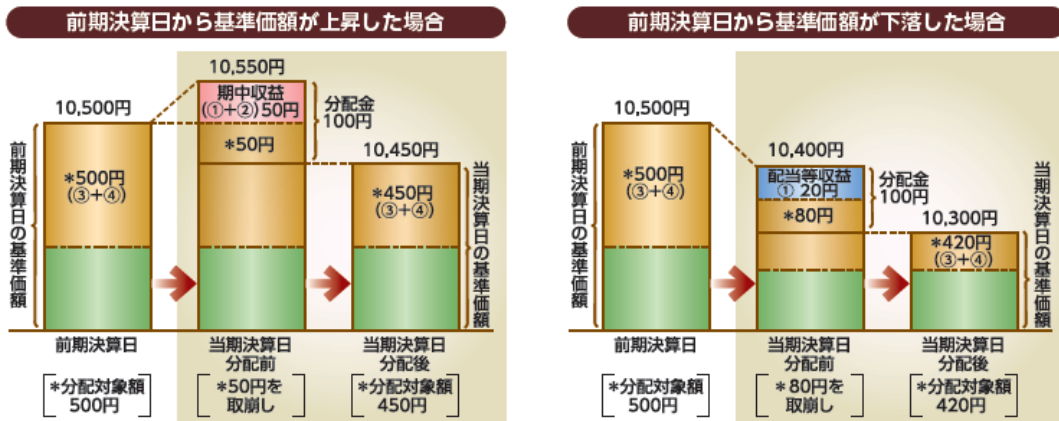 前期決算日から基準価額が上昇した場合
10,550円
10,500円
期中収益
(①+②)50円
分配金
100円
*50円
10,450円
*500円
(③+④)
*450円
(③+④)
前期決算日の基準価額
当期決算日の基準価額
前期決算日
当期決算日
分配前
当期決算日
分配後
*分配対象額
500円
*50円を
取崩し
*分配対象額
450円
前期決算日から基準価額が下落した場合
10,500円
10,400円
*500円
(③+④)
配当等収益
① 20円
分配金
100円
*80円
10,300円
*420円
(③+④)
前期決算日の基準価額
当期決算日の基準価額
前期決算日
当期決算日
分配前
当期決算日
分配後
*分配対象額
500円
*80円を
取崩し
*分配対象額
420円